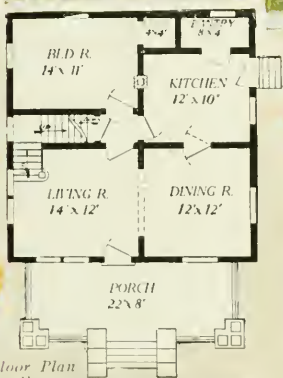 4'x4'
PANTRY
8'x4'
BED R.
14'x 11'
KITCHEN
12'x 10'
LIVING R.
14'x 12'
DINING R.
12'x12'
PORCH
22'x 8'
loor Plan